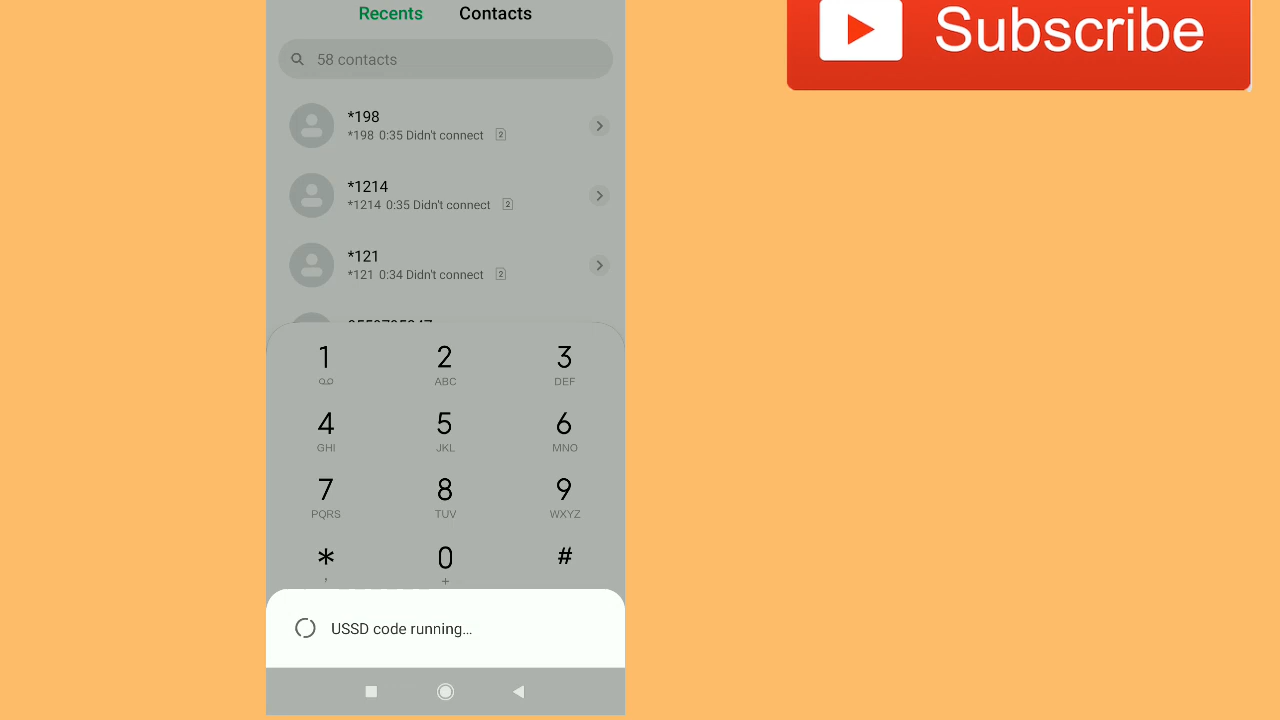 Recents Contacts
Subscribe
58 contacts
*198
*198 0:35 Didn't connect 2
*1214
*1214 0:35 Didn't connect 2
*121
*121 0:34 Didn't connect 2
1 2 3
ABC DEF
4 5 6
GHI JKL MNO
7 8 9
PQRS TUV WXYZ
* 0 #
, +
USSD code running...